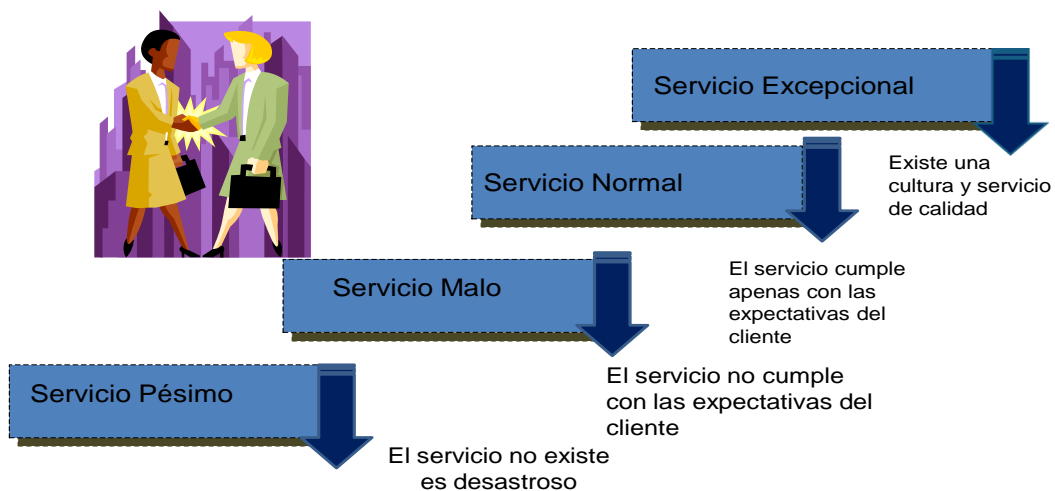 Servicio Excepcional
Existe una
cultura y servicio
de calidad
Servicio Normal
El servicio cumple
apenas con las
expectativas del
cliente
Servicio Malo
El servicio no cumple
con las expectativas del
cliente
Servicio Pésimo
El servicio no existe
es desastroso